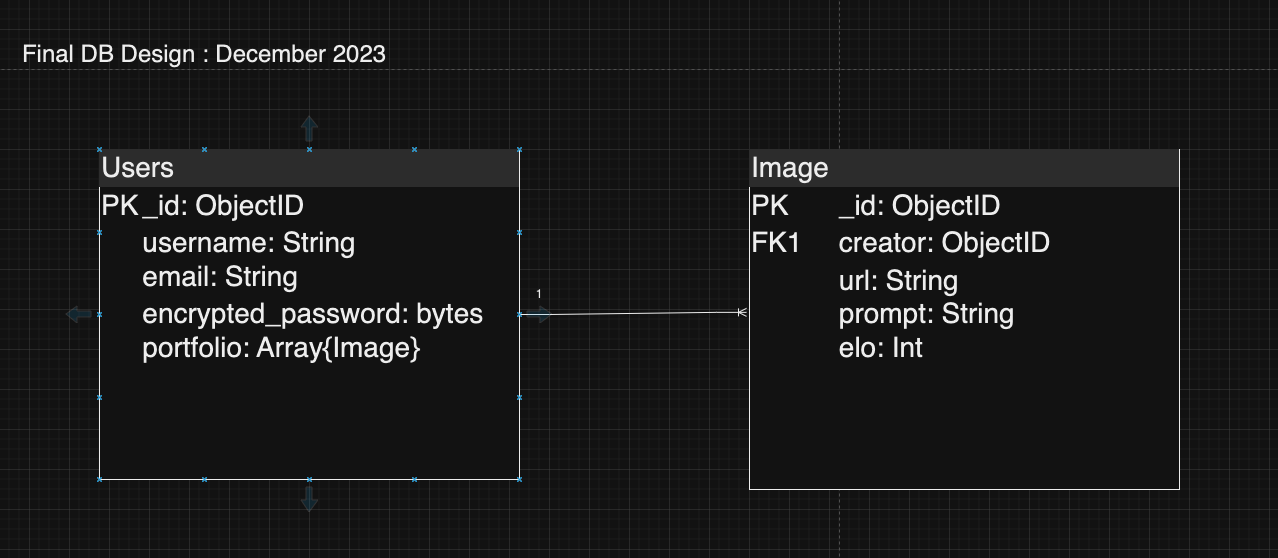 Final DB Design : December 2023
Users
PK _id: ObjectID
username: String
email: String
encrypted_password: bytes
portfolio: Array{Image}
1
Image
PK _id: ObjectID
FK1 creator: ObjectID
url: String
prompt: String
elo: Int